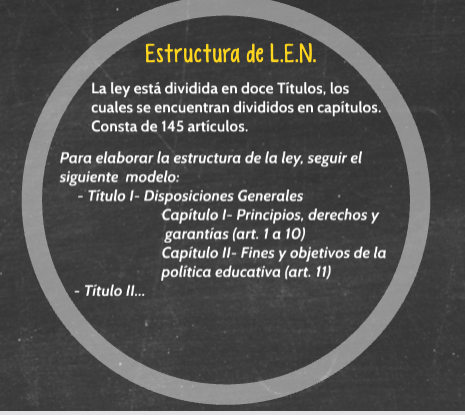 Estructura de L.E.N.
La ley está dividida en doce Títulos, los
cuales se encuentran divididos en capítulos.
Consta de 145 artículos.
Para elaborar la estructura de la ley, seguir el
siguiente modelo:
- Título I- Disposiciones Generales
Capítulo I- Principios, derechos y
garantías (art. 1 a 10)
Capítulo II- Fines y objetivos de la
política educativa (art. 11)
- Título II...